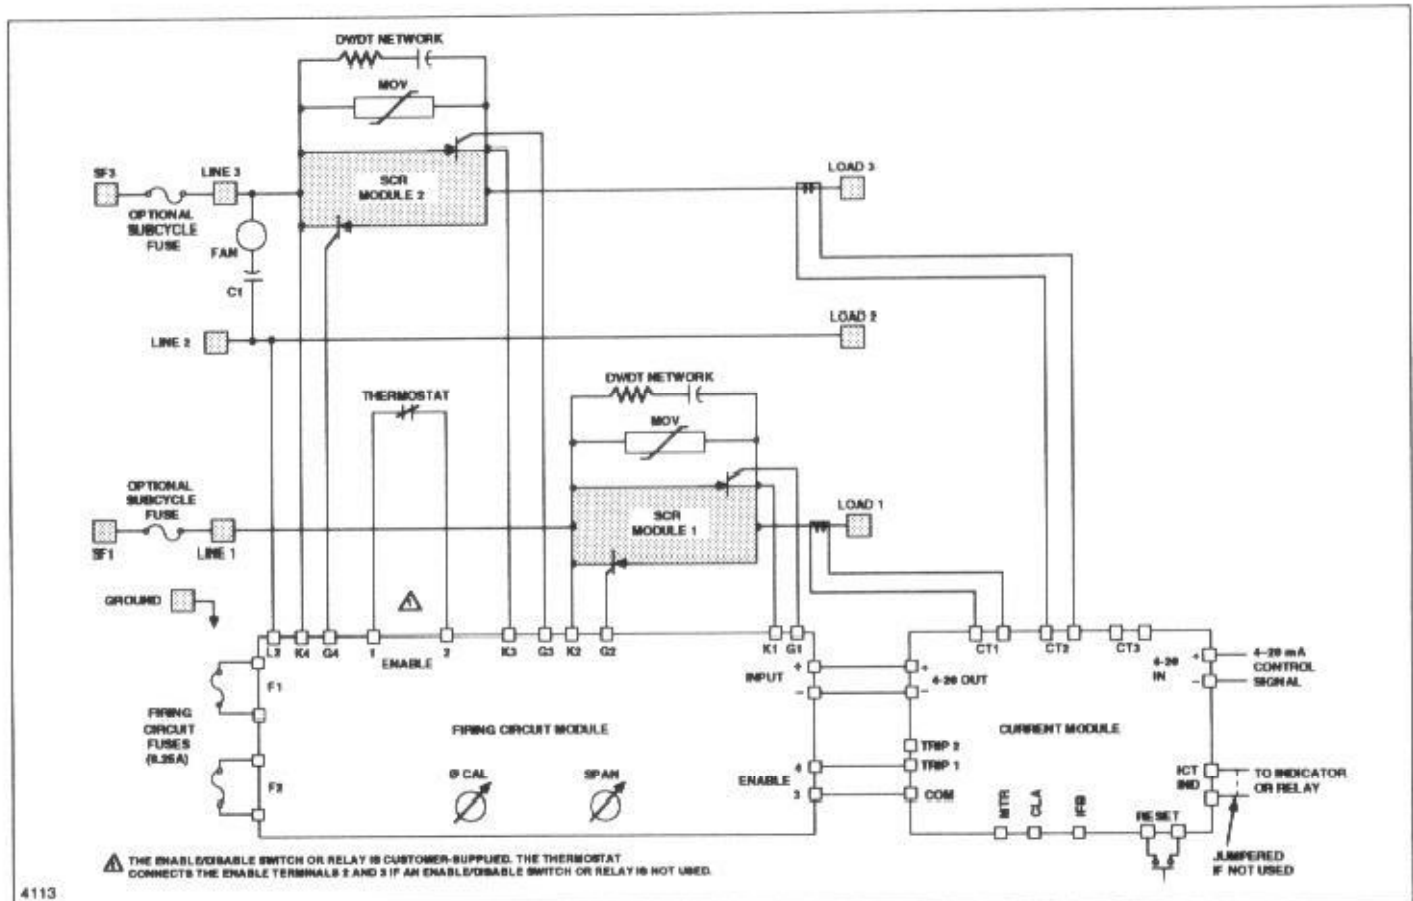 DV/DT NETWORK
MOV
SCR
MODULE 2
SF3
LINE 3
OPTIONAL
SUBCYCLE
FUSE
FAN
C1
LOAD 3
LINE 2
LOAD 2
THERMOSTAT
DV/DT NETWORK
MOV
SCR
MODULE 1
OPTIONAL
SUBCYCLE
FUSE
SF1
LINE 1
LOAD 1
GROUND
L2 K4 G4 1 ENABLE 2 K3 G3 K2 G2 K1 G1
CT1 CT2 CT3
F1
FIRING
CIRCUIT
FUSES
(0.25A)
F2
FIRING CIRCUIT MODULE
Ø CAL
SPAN
INPUT
+
-
ENABLE
4
3
+
4-20 OUT
-
4-20
IN
+
-
4-20 mA
CONTROL
SIGNAL
CURRENT MODULE
TRIP 2
TRIP 1
COM
MTR
CLA
IFB
RESET
ICT
IND
TO INDICATOR
OR RELAY
JUMPERED
IF NOT USED
THE ENABLE/DISABLE SWITCH OR RELAY IS CUSTOMER-SUPPLIED. THE THERMOSTAT
CONNECTS THE ENABLE TERMINALS 2 AND 3 IF AN ENABLE/DISABLE SWITCH OR RELAY IS NOT USED.
4113